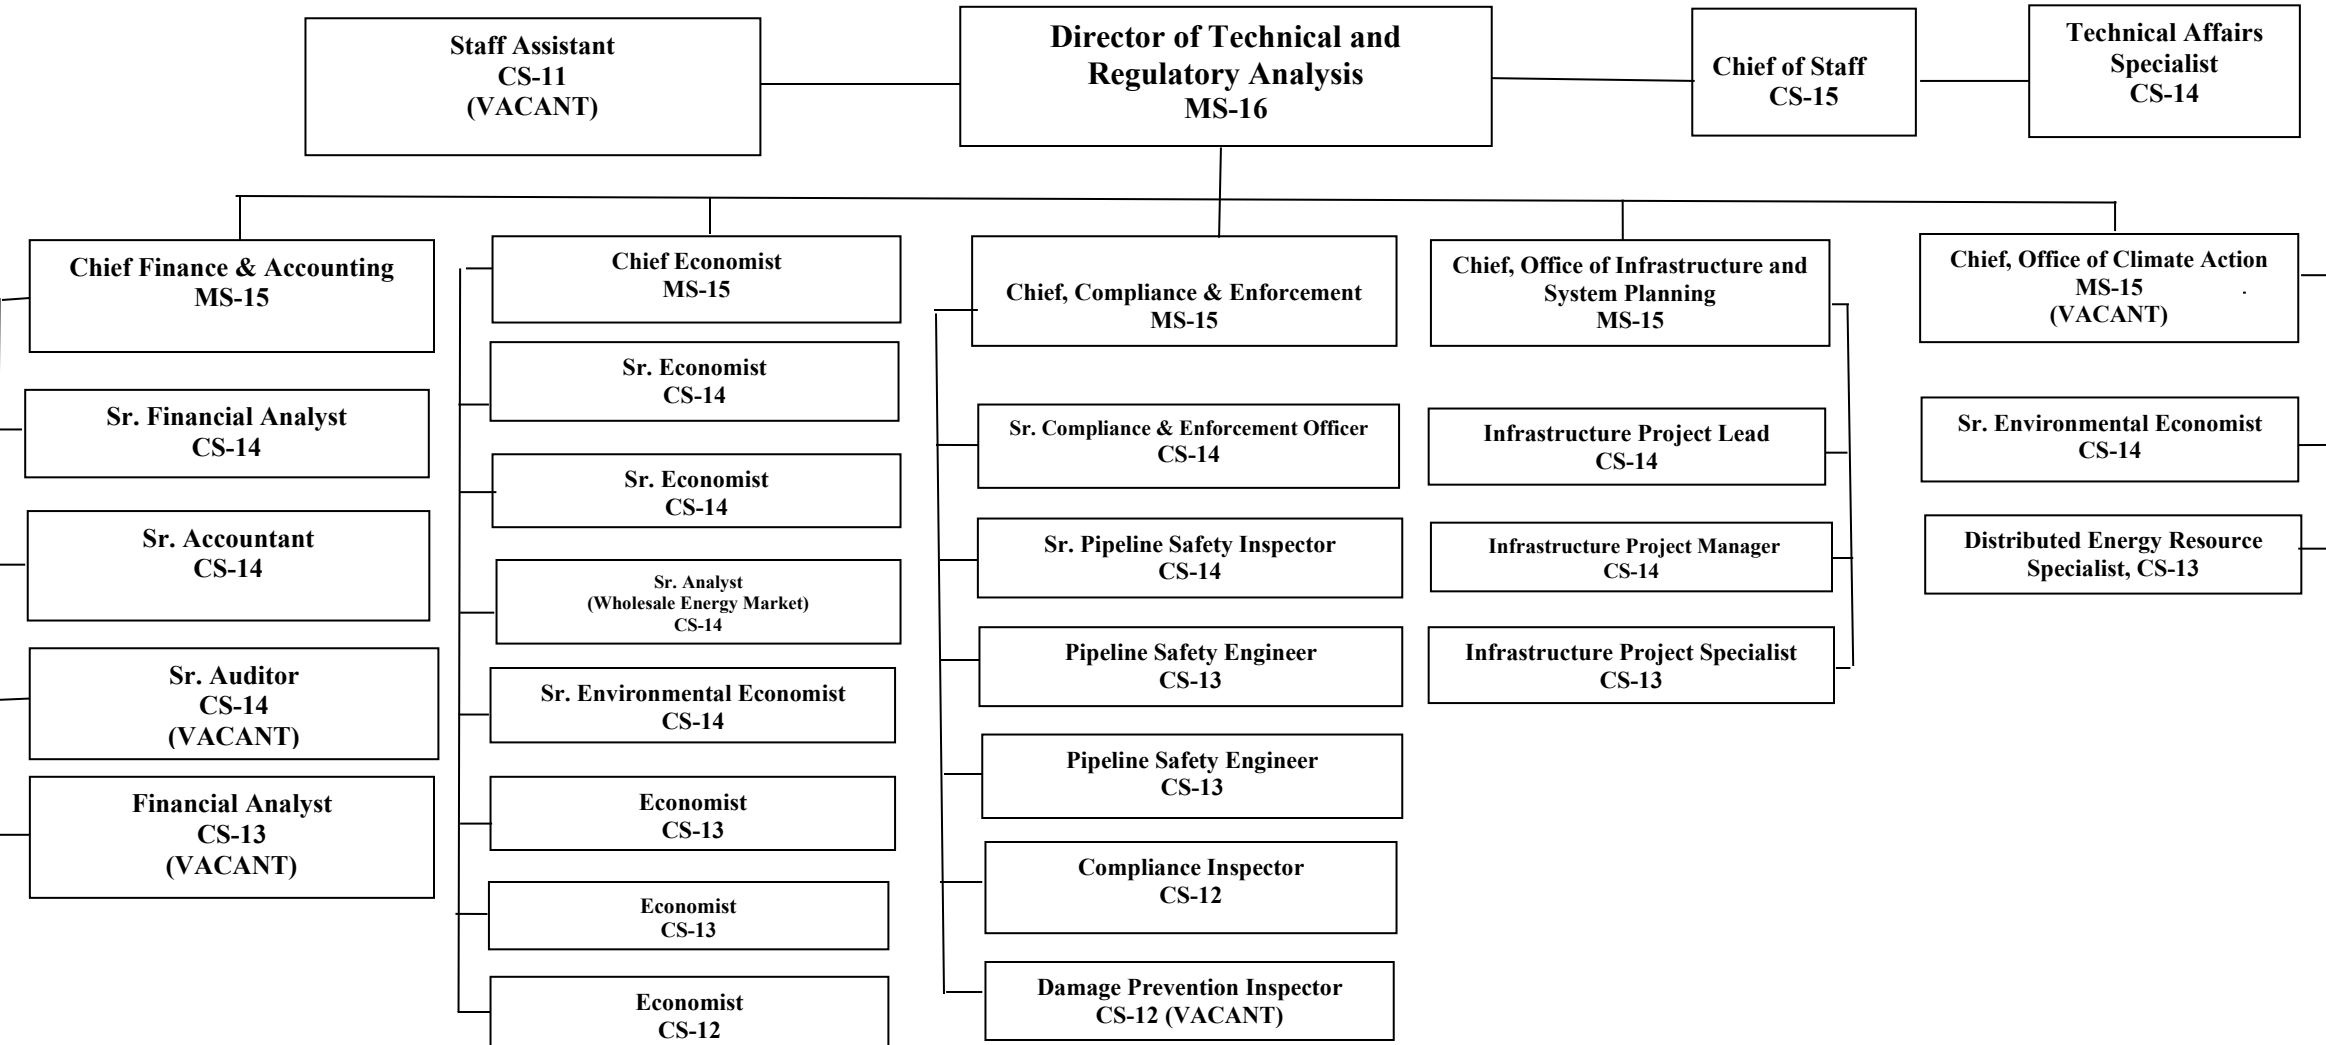 Staff Assistant
CS-11
(VACANT)
Director of Technical and
Regulatory Analysis
MS-16
Chief of Staff
CS-15
Technical Affairs
Specialist
CS-14
Chief Finance & Accounting
MS-15
Sr. Financial Analyst
CS-14
Sr. Accountant
CS-14
Sr. Auditor
CS-14
(VACANT)
Financial Analyst
CS-13
(VACANT)
Chief Economist
MS-15
Sr. Economist
CS-14
Sr. Economist
CS-14
Sr. Analyst
(Wholesale Energy Market)
CS-14
Sr. Environmental Economist
CS-14
Economist
CS-13
Economist
CS-13
Economist
CS-12
Chief, Compliance & Enforcement
MS-15
Sr. Compliance & Enforcement Officer
CS-14
Sr. Pipeline Safety Inspector
CS-14
Pipeline Safety Engineer
CS-13
Pipeline Safety Engineer
CS-13
Compliance Inspector
CS-12
Damage Prevention Inspector
CS-12 (VACANT)
Chief, Office of Infrastructure and
System Planning
MS-15
Infrastructure Project Lead
CS-14
Infrastructure Project Manager
CS-14
Infrastructure Project Specialist
CS-13
Chief, Office of Climate Action
MS-15
(VACANT)
Sr. Environmental Economist
CS-14
Distributed Energy Resource
Specialist, CS-13